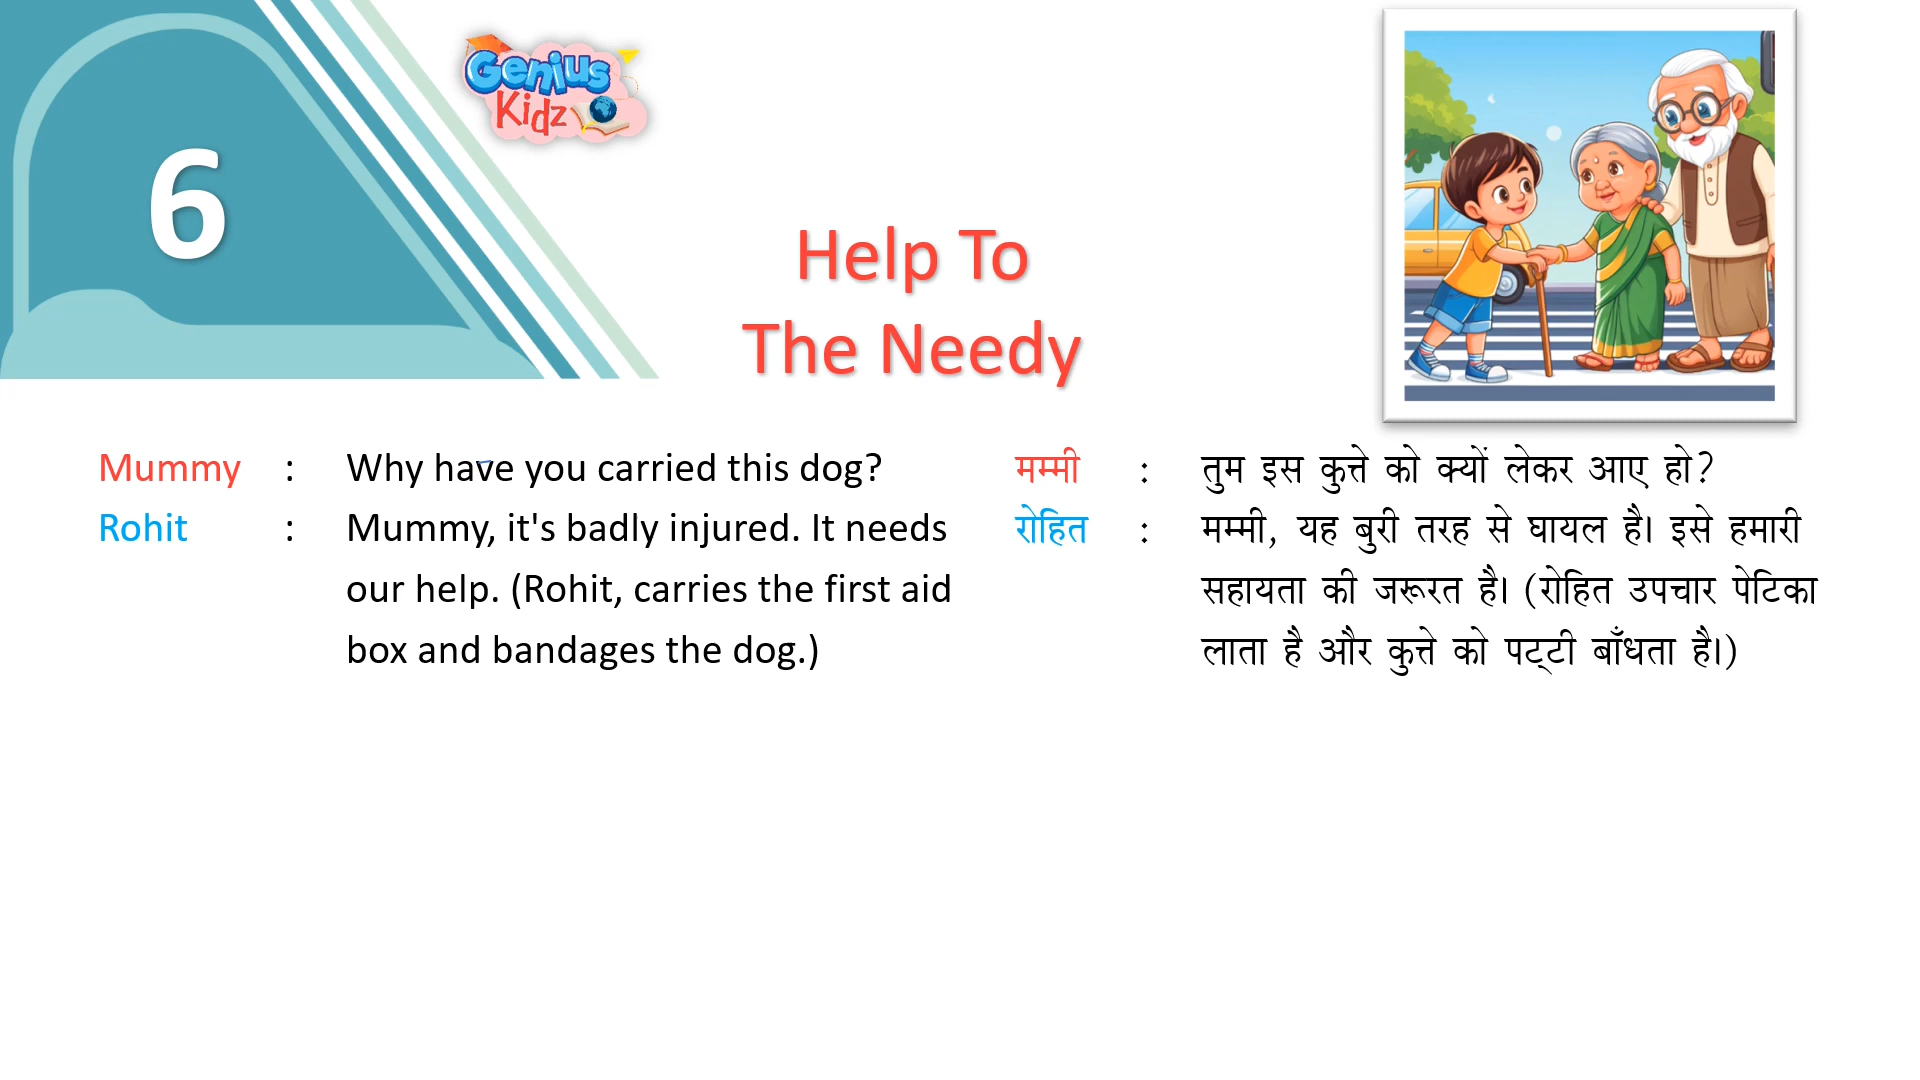 6
Genius
Kidz
Help To
The Needy
Mummy : Why have you carried this dog?
Rohit : Mummy, it's badly injured. It needs
our help. (Rohit, carries the first aid
box and bandages the dog.)
मम्मी : तुम इस कुत्ते को क्यों लेकर आए हो?
रोहित : मम्मी, यह बुरी तरह से घायल है। इसे हमारी
सहायता की जरूरत है। (रोहित उपचार पेटिका
लाता है और कुत्ते को पट्टी बाँधता है।)